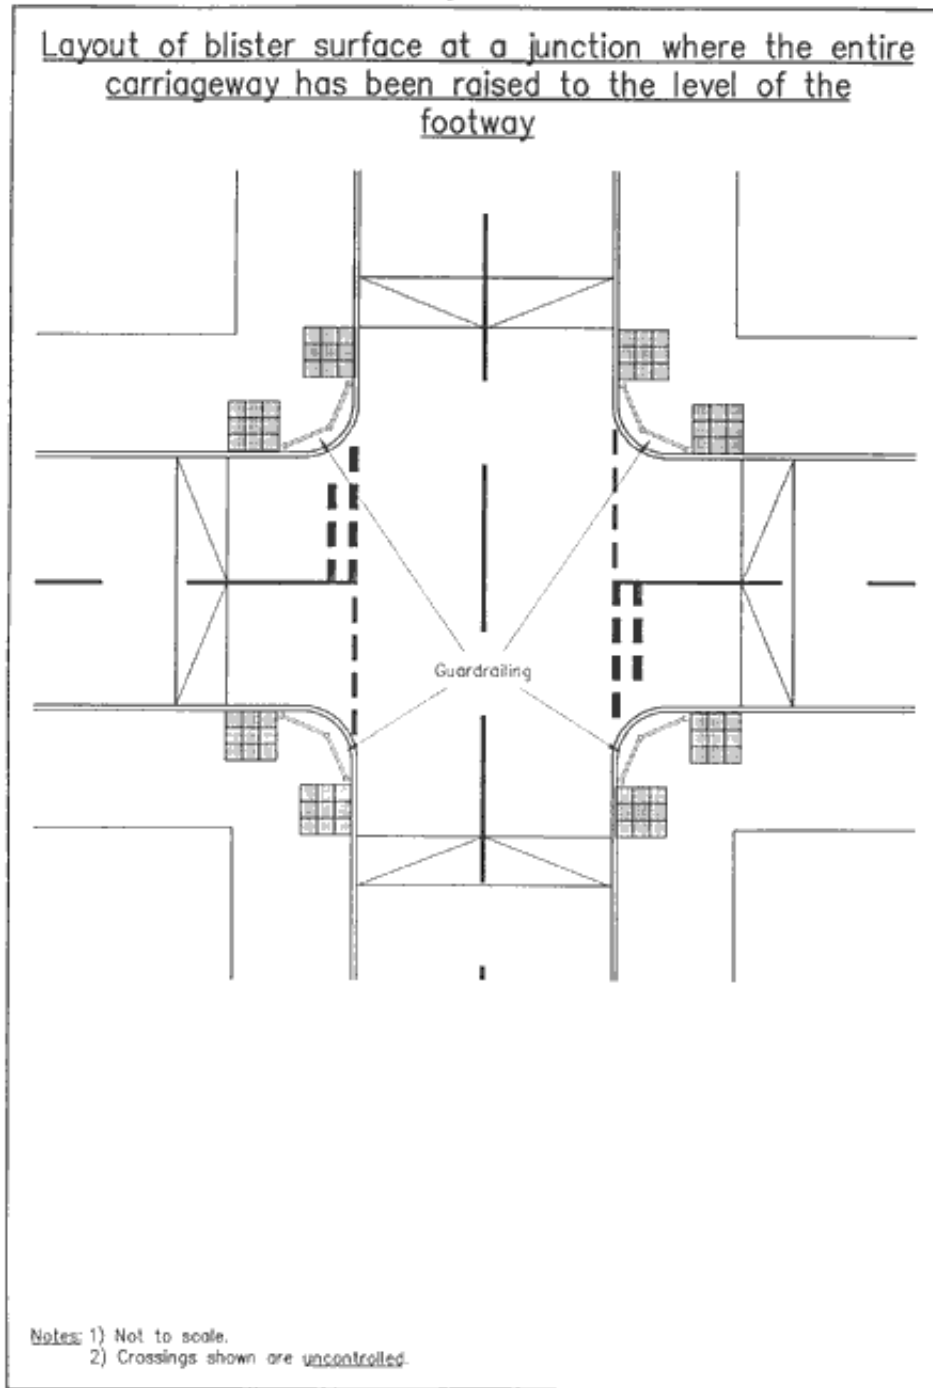 Layout of blister surface at a junction where the entire
carriageway has been raised to the level of the
footway
Guardrailing
Notes: 1) Not to scale.
2) Crossings shown are uncontrolled.